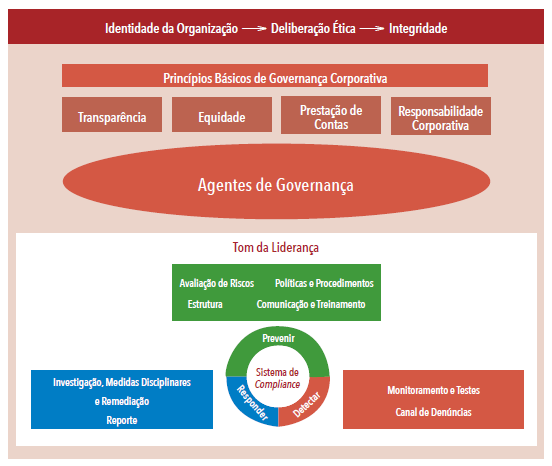 Identidade da Organização → Deliberação Ética → Integridade
Princípios Básicos de Governança Corporativa
Transparência
Equidade
Prestação de
Contas
Responsabilidade
Corporativa
Agentes de Governança
Tom da Liderança
Avaliação de Riscos Políticas e Procedimentos
Estrutura Comunicação e Treinamento
Prevenir
Sistema de
Compliance
Responder
Detectar
Investigação, Medidas Disciplinares
e Remediação
Reporte
Monitoramento e Testes
Canal de Denúncias